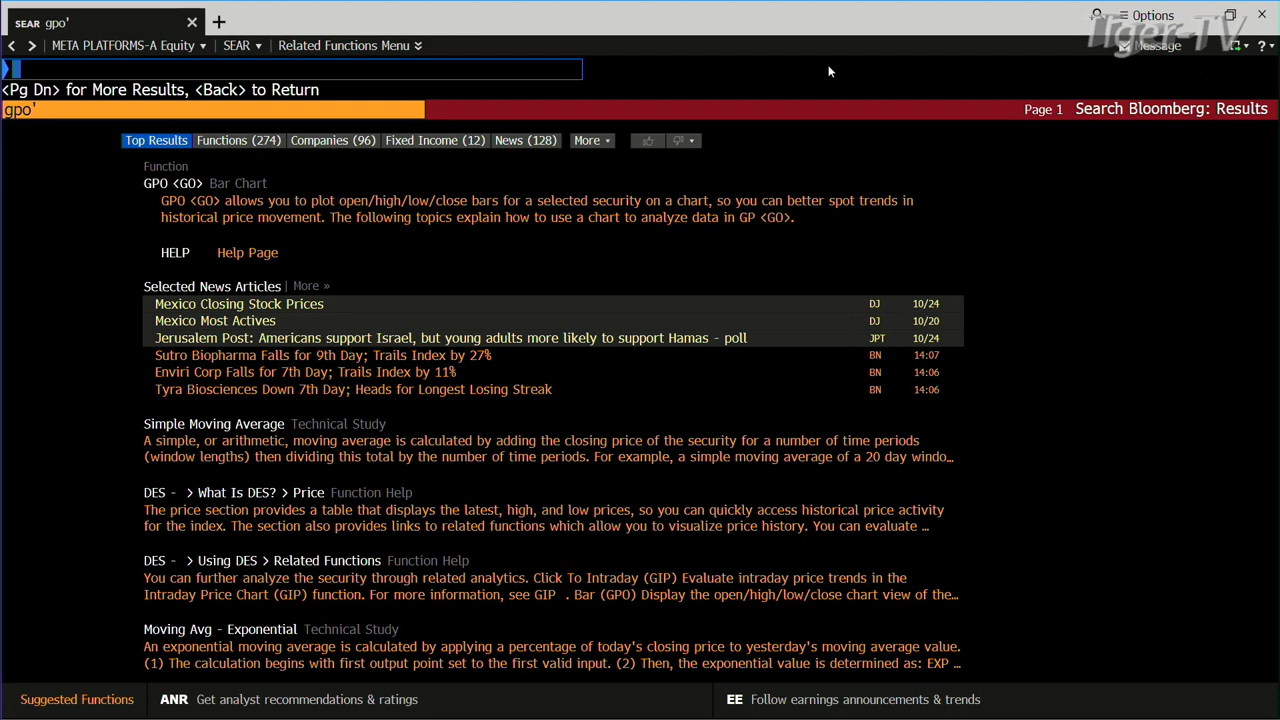 SEAR gpo'
Options
META PLATFORMS-A Equity SEAR Related Functions Menu Message ?
Tiger-TV
<Pg Dn> for More Results, <Back> to Return
gpo' Page 1 Search Bloomberg: Results
Top Results Functions (274) Companies (96) Fixed Income (12) News (128) More
Function
GPO <GO> Bar Chart
GPO <GO> allows you to plot open/high/low/close bars for a selected security on a chart, so you can better spot trends in
historical price movement. The following topics explain how to use a chart to analyze data in GP <GO>.
HELP Help Page
Selected News Articles | More »
Mexico Closing Stock Prices DJ 10/24
Mexico Most Actives DJ 10/20
Jerusalem Post: Americans support Israel, but young adults more likely to support Hamas - poll JPT 10/24
Sutro Biopharma Falls for 9th Day; Trails Index by 27% BN 14:07
Enviri Corp Falls for 7th Day; Trails Index by 11% BN 14:06
Tyra Biosciences Down 7th Day; Heads for Longest Losing Streak BN 14:06
Simple Moving Average Technical Study
A simple, or arithmetic, moving average is calculated by adding the closing price of the security for a number of time periods
(window lengths) then dividing this total by the number of time periods. For example, a simple moving average of a 20 day windo…
DES - > What Is DES? > Price Function Help
The price section provides a table that displays the latest, high, and low prices, so you can quickly access historical price activity
for the index. The section also provides links to related functions which allow you to visualize price history. You can evaluate …
DES - > Using DES > Related Functions Function Help
You can further analyze the security through related analytics. Click To Intraday (GIP) Evaluate intraday price trends in the
Intraday Price Chart (GIP) function. For more information, see GIP . Bar (GPO) Display the open/high/low/close chart view of the…
Moving Avg - Exponential Technical Study
An exponential moving average is calculated by applying a percentage of today's closing price to yesterday's moving average value.
(1) The calculation begins with first output point set to the first valid input. (2) Then, the exponential value is determined as: EXP …
Suggested Functions ANR Get analyst recommendations & ratings EE Follow earnings announcements & trends